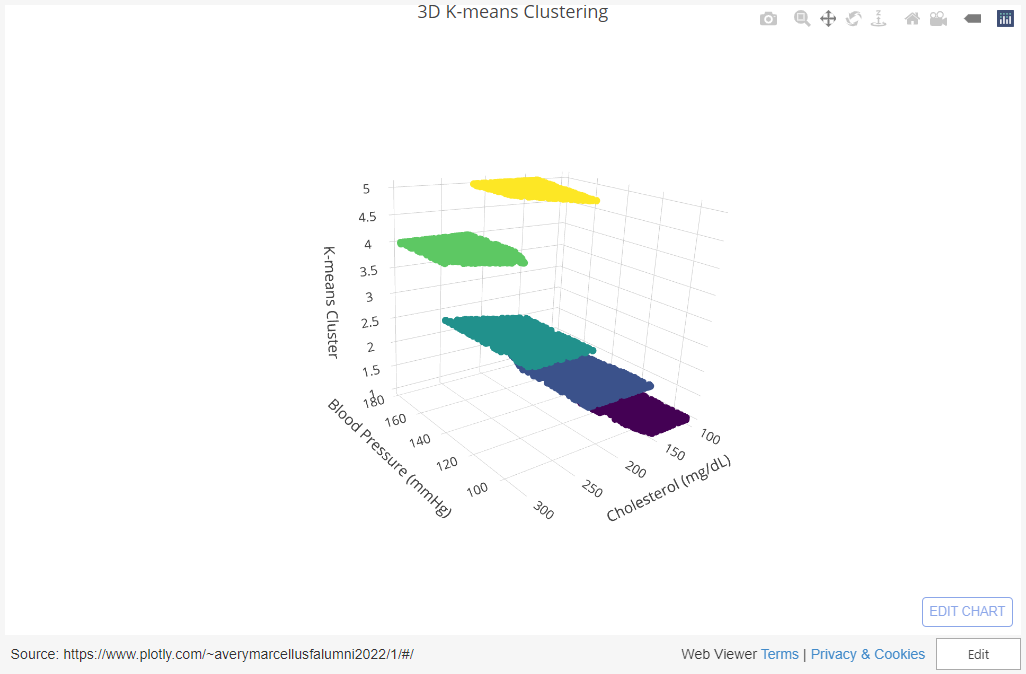 3D K-means Clustering
5
4.5
4
3.5
3
2.5
2
1.5
1
K-means Cluster
180
160
140
120
100
Blood Pressure (mmHg)
300
250
200
150
100
Cholesterol (mg/dL)
EDIT CHART
Source: https://www.plotly.com/~averymarcellusfalumni2022/1/#/
Web Viewer Terms | Privacy & Cookies
Edit